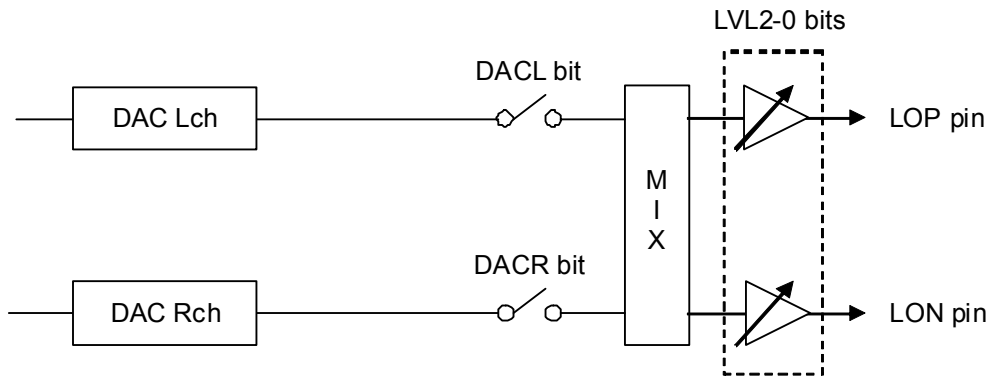 LVL2-0 bits
DACL bit
DAC Lch
LOP pin
M
I
X
DACR bit
DAC Rch
LON pin